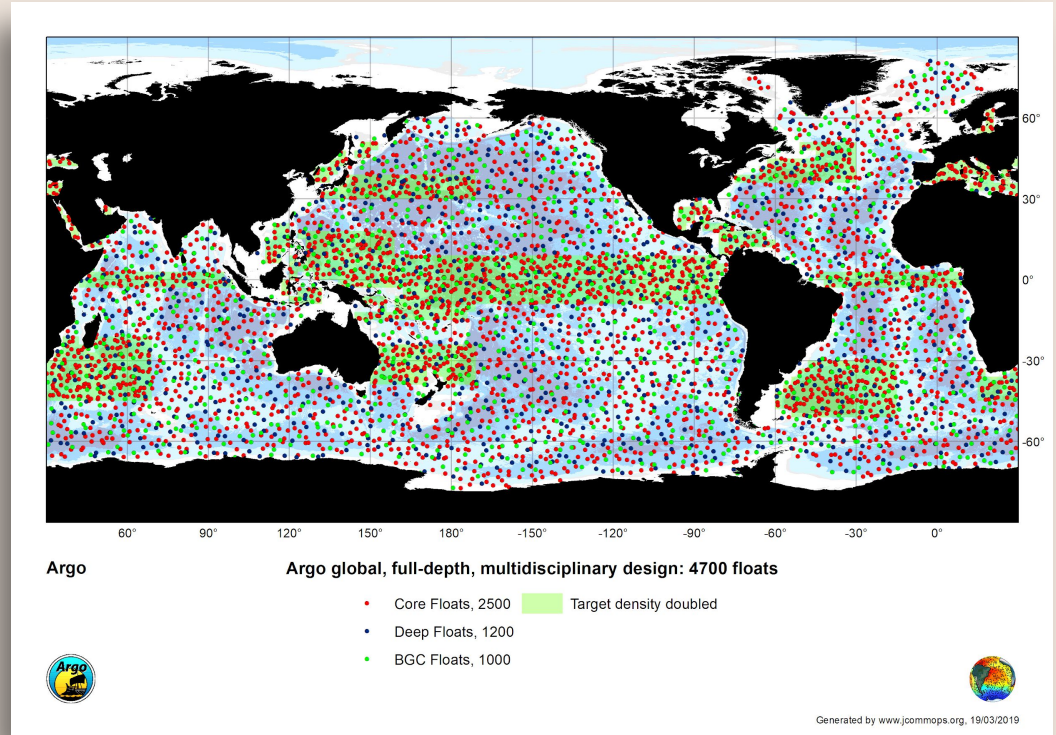 60°
30°
0°
-30°
-60°
60° 90° 120° 150° 180° -150° -120° -90° -60° -30° 0°
Argo Argo global, full-depth, multidisciplinary design: 4700 floats
Core Floats, 2500 Target density doubled
Deep Floats, 1200
BGC Floats, 1000
Argo
Generated by www.jcommops.org, 19/03/2019